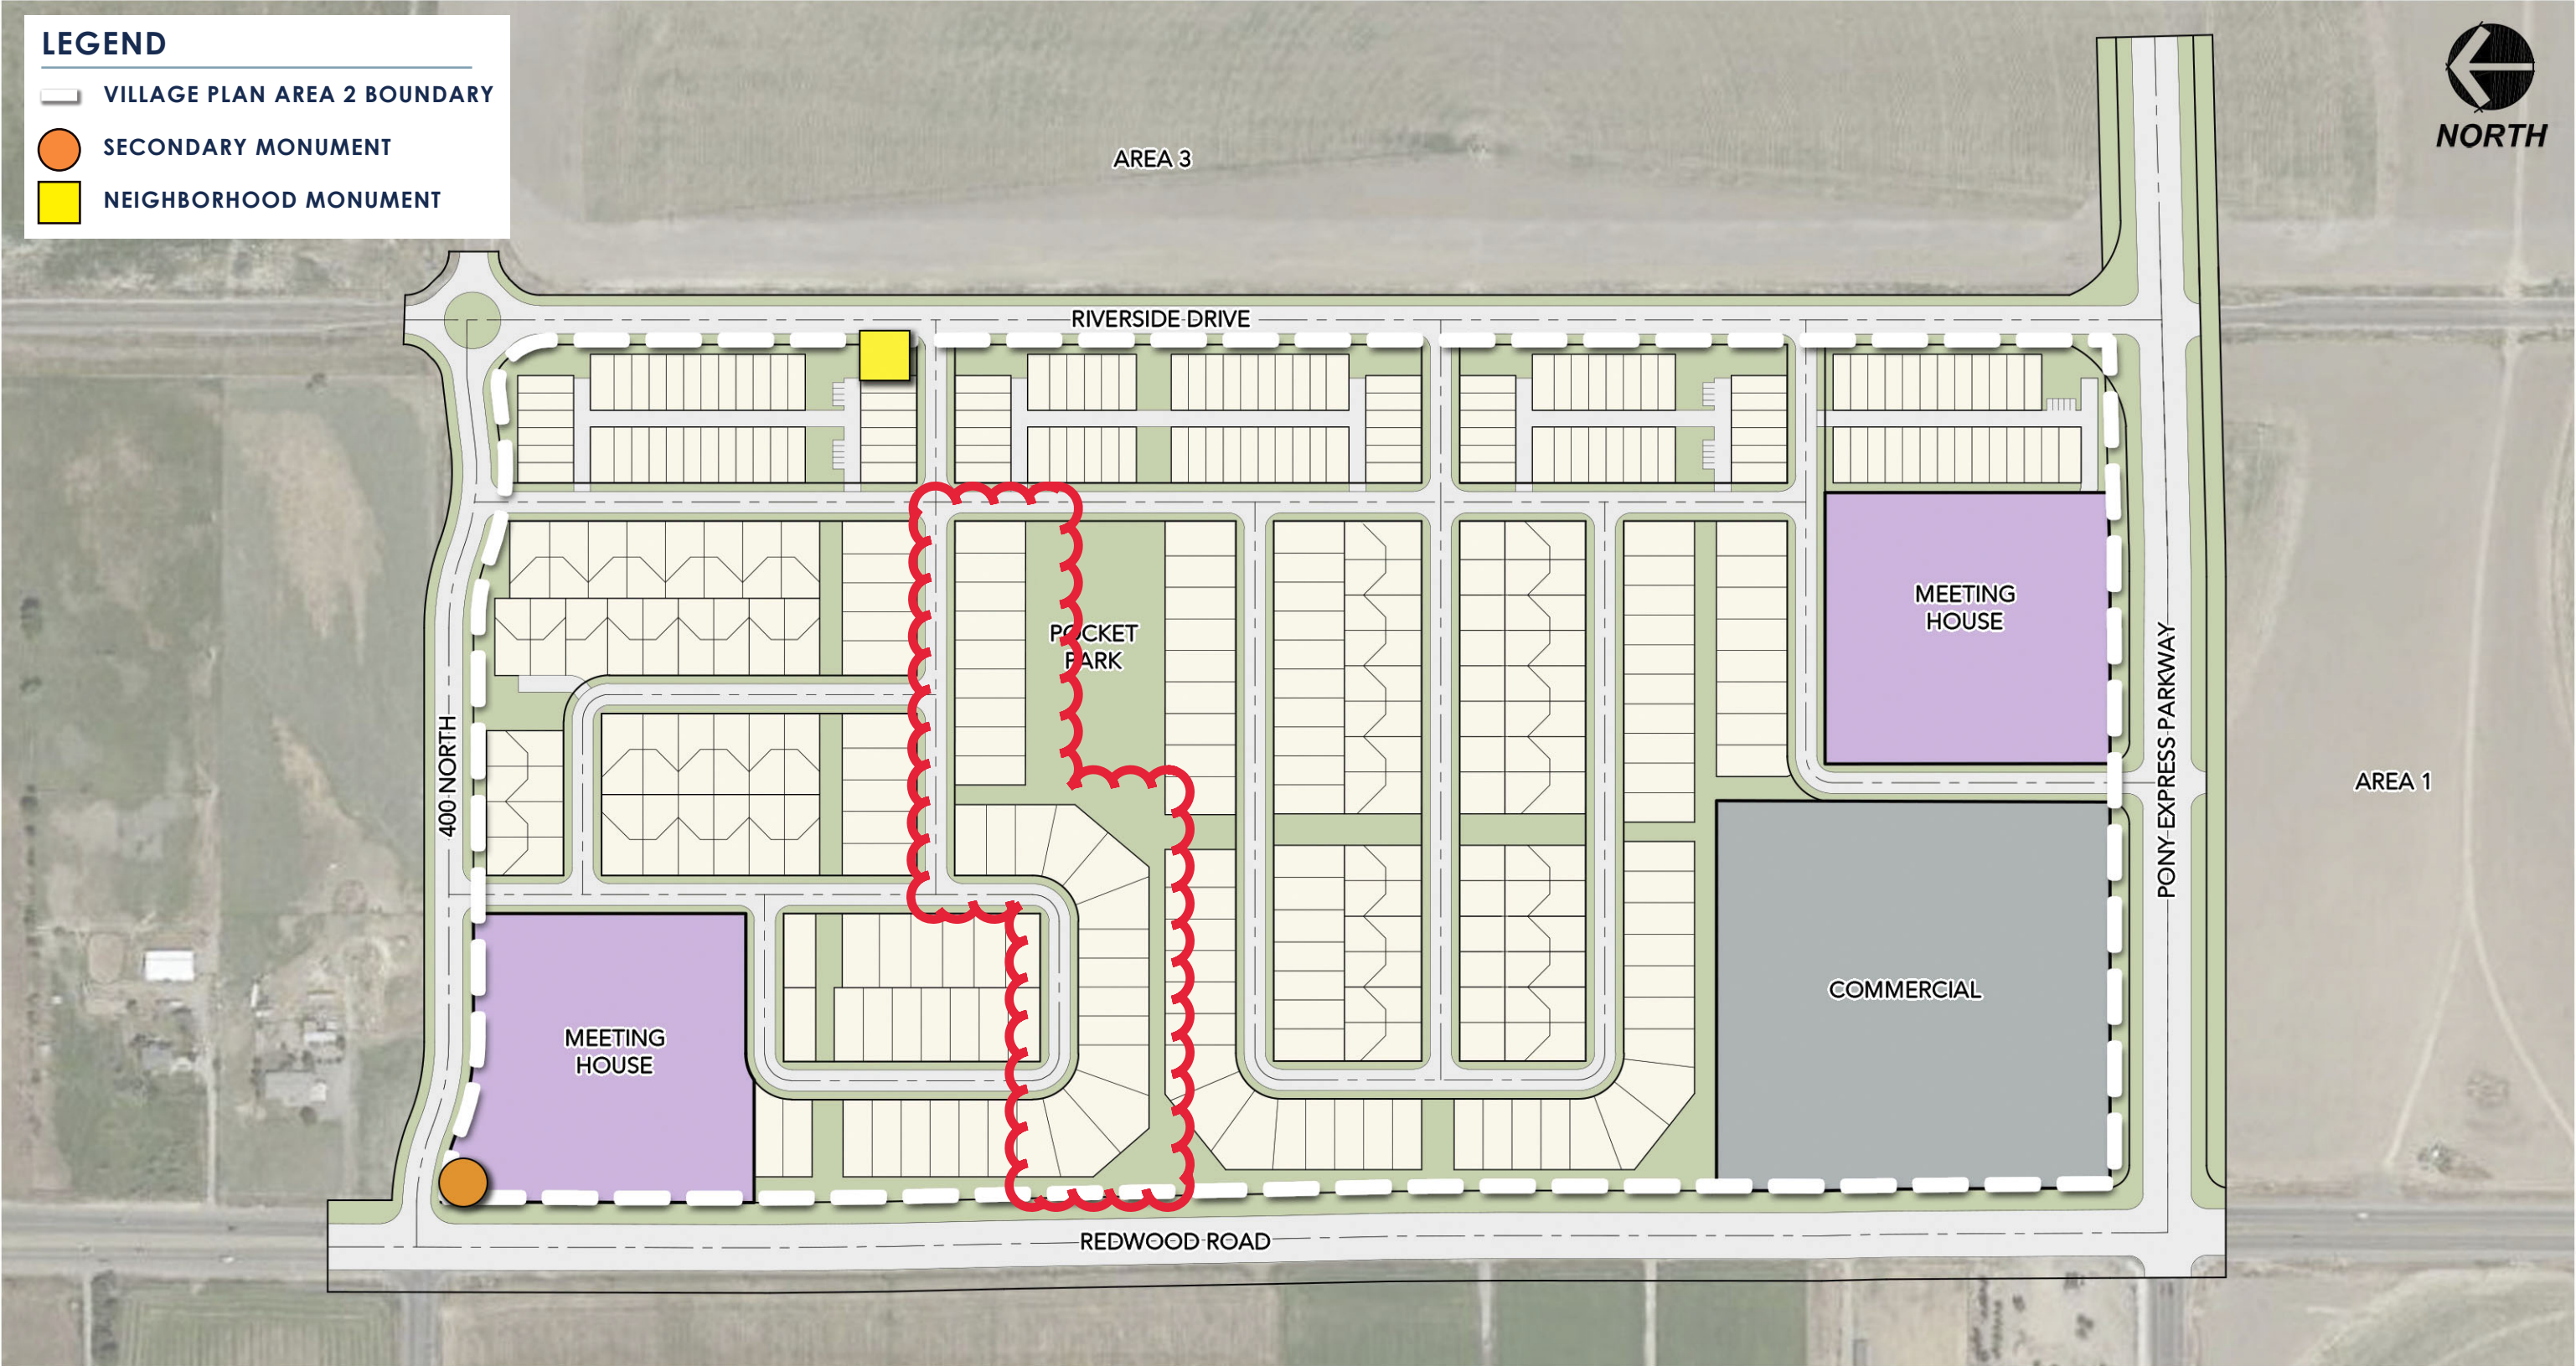 LEGEND
VILLAGE PLAN AREA 2 BOUNDARY
SECONDARY MONUMENT
NEIGHBORHOOD MONUMENT
NORTH
AREA 3
RIVERSIDE DRIVE
POCKET
PARK
MEETING
HOUSE
400 NORTH
PONY EXPRESS PARKWAY
AREA 1
COMMERCIAL
MEETING
HOUSE
REDWOOD ROAD